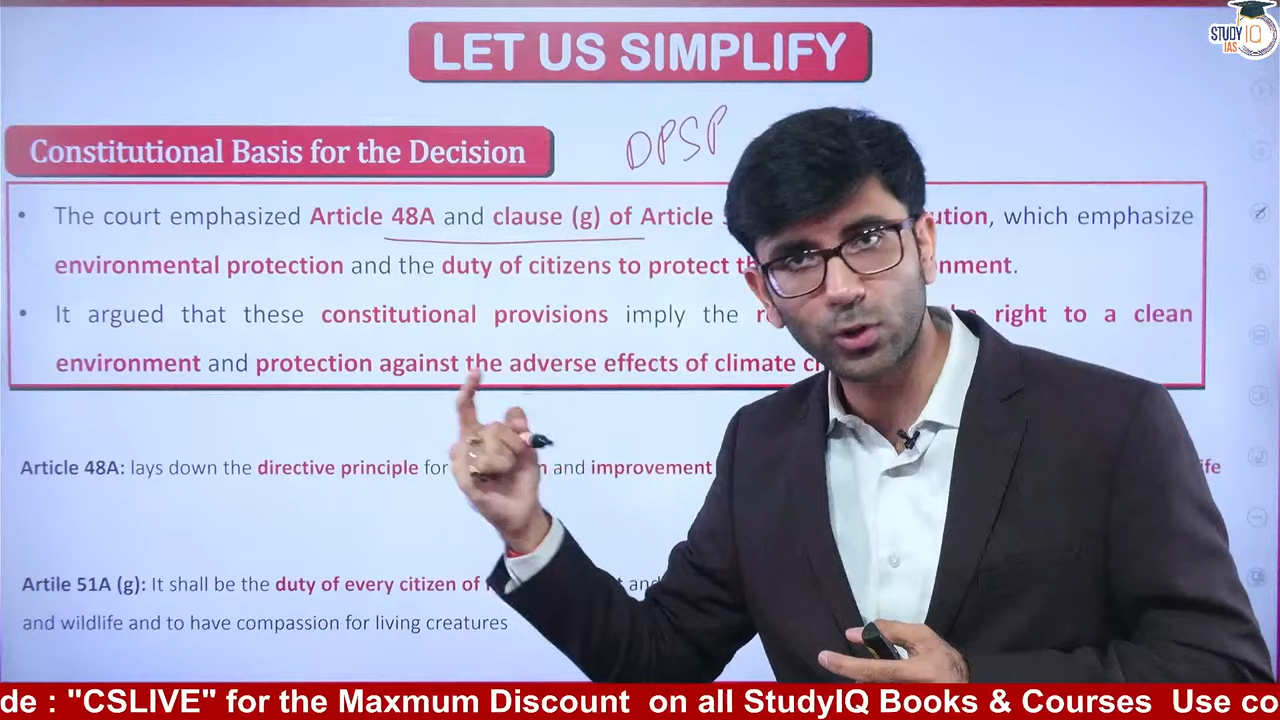 LET US SIMPLIFY
STUDY IQ
IAS
DPSP
Constitutional Basis for the Decision
• The court emphasized Article 48A and clause (g) of Article which emphasize
environmental protection and the duty of citizens to protect
• It argued that these constitutional provisions imply the right to a clean
environment and protection against the adverse effects of climate
Article 48A: lays down the directive principle for and improvement
Artile 51A (g): It shall be the duty of every citizen of
and wildlife and to have compassion for living creatures
de : "CSLIVE" for the Maxmum Discount on all StudyIQ Books & Courses Use co